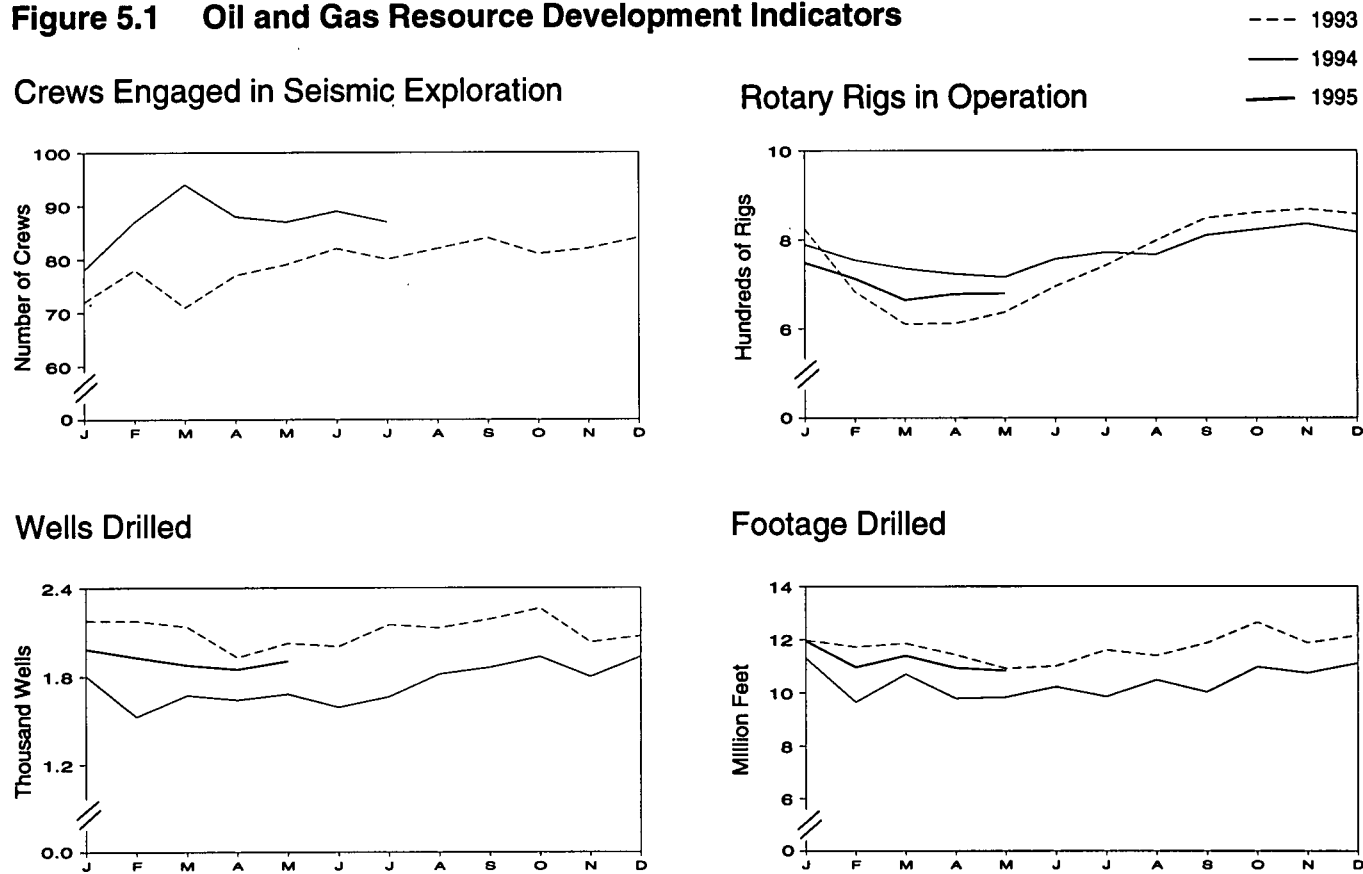 Figure 5.1 Oil and Gas Resource Development Indicators
1993
1994
1995
Crews Engaged in Seismic Exploration
Number of Crews
100
90
80
70
60
0
J F M A M J J A S O N D
Rotary Rigs in Operation
Hundreds of Rigs
10
8
6
0
J F M A M J J A S O N D
Wells Drilled
Thousand Wells
2.4
1.8
1.2
0.0
J F M A M J J A S O N D
Footage Drilled
Million Feet
14
12
10
8
6
0
J F M A M J J A S O N D